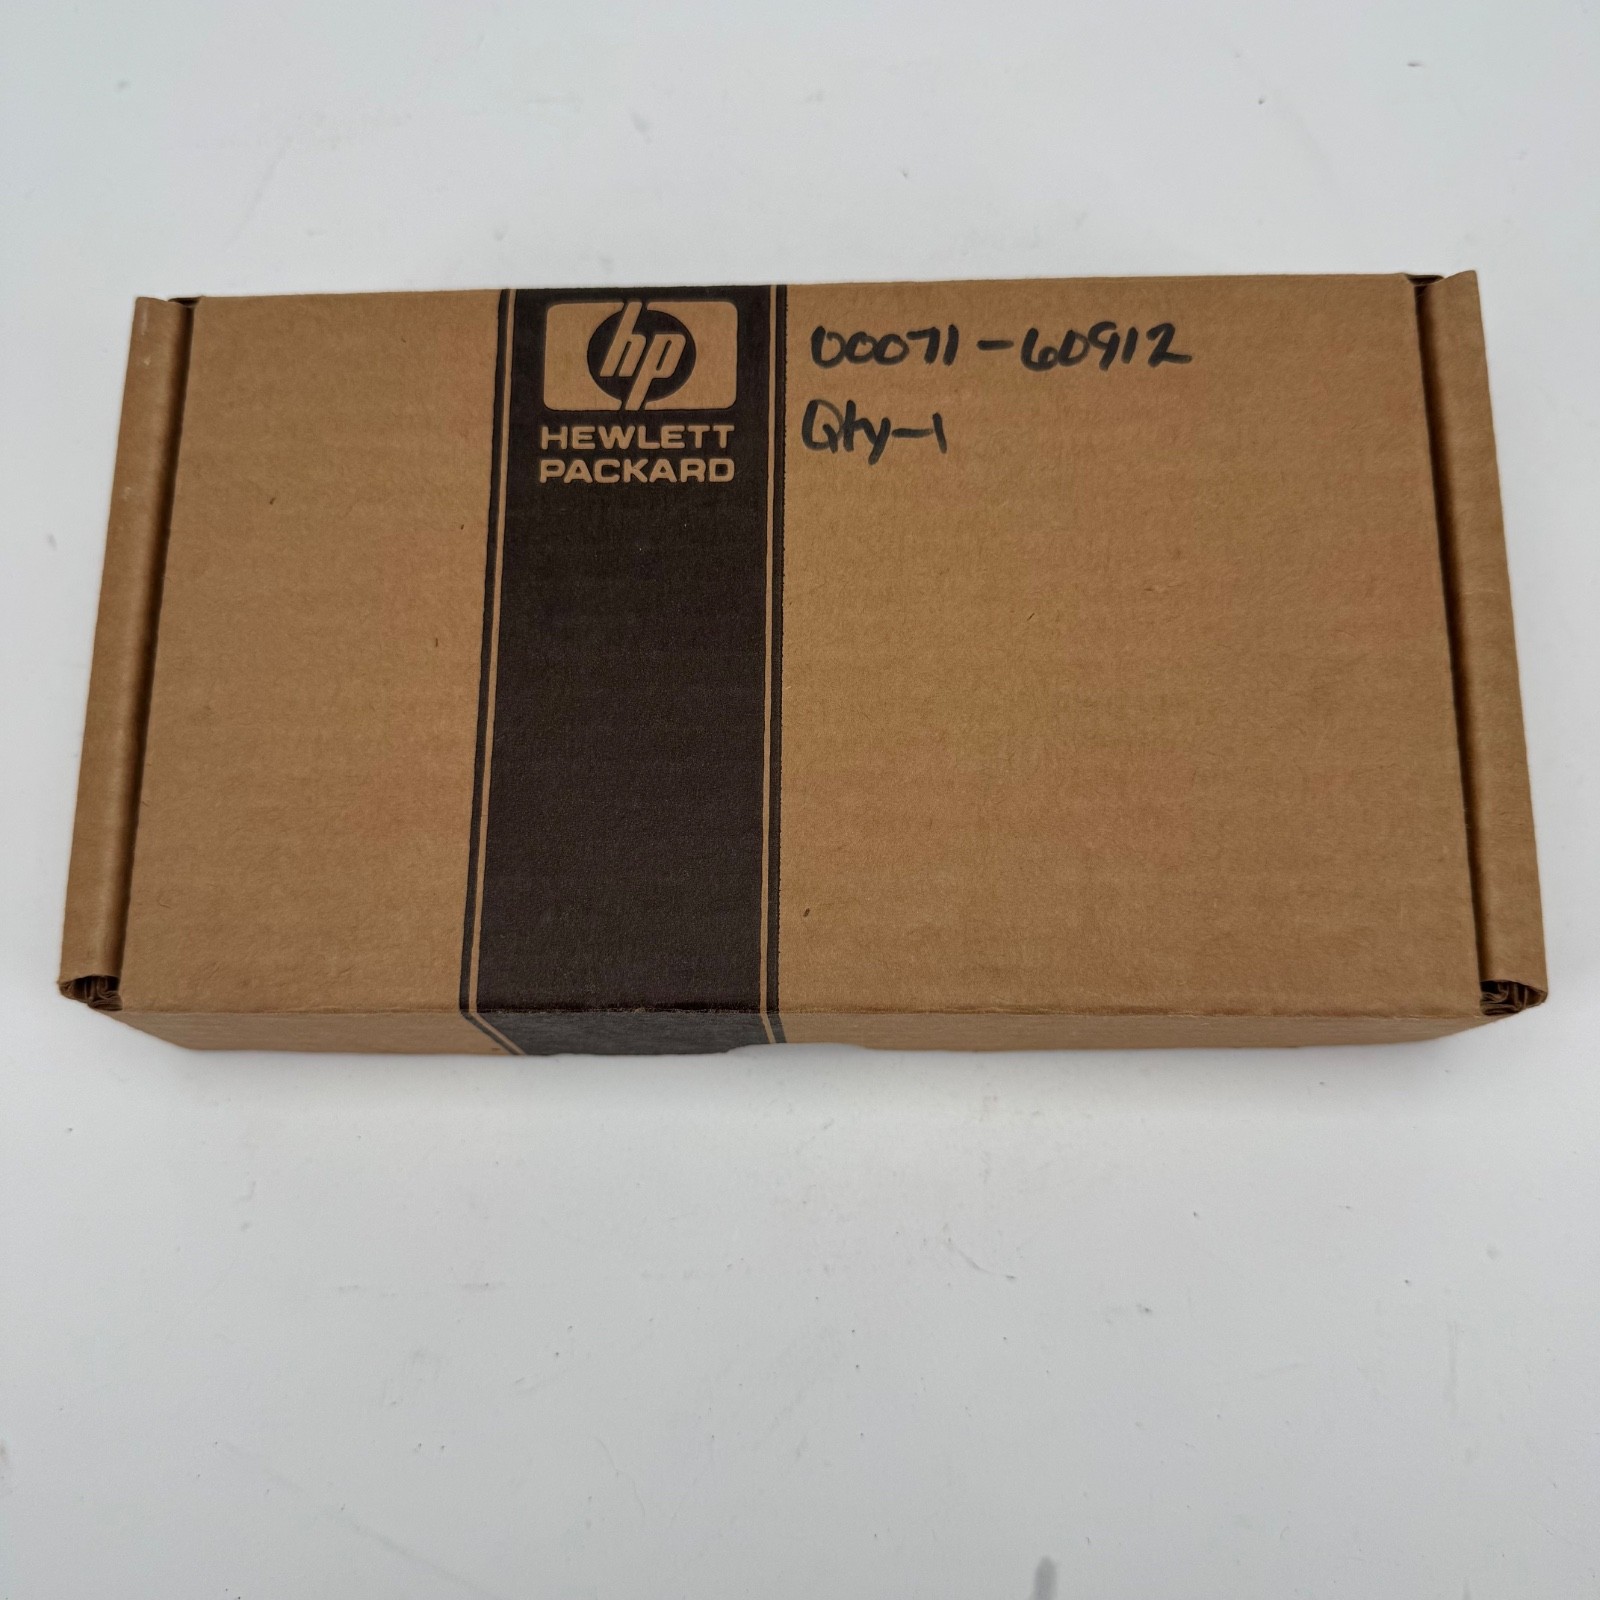 hp
HEWLETT
PACKARD
00071-60912
Qty-1